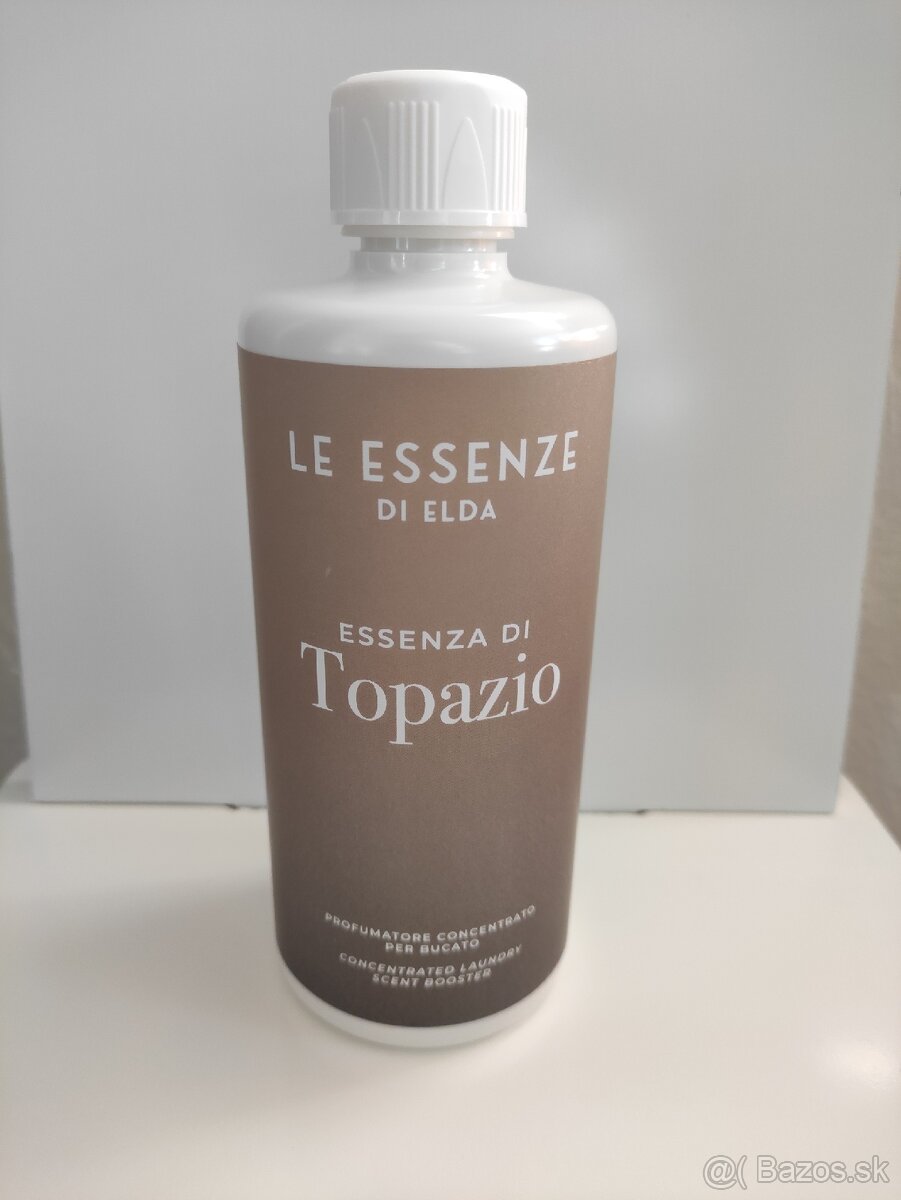 LE ESSENZE
DI ELDA
ESSENZA DI
Topazio
PROFUMATORE CONCENTRATO
PER BUCATO
CONCENTRATED LAUNDRY
SCENT BOOSTER
@( Bazos.sk